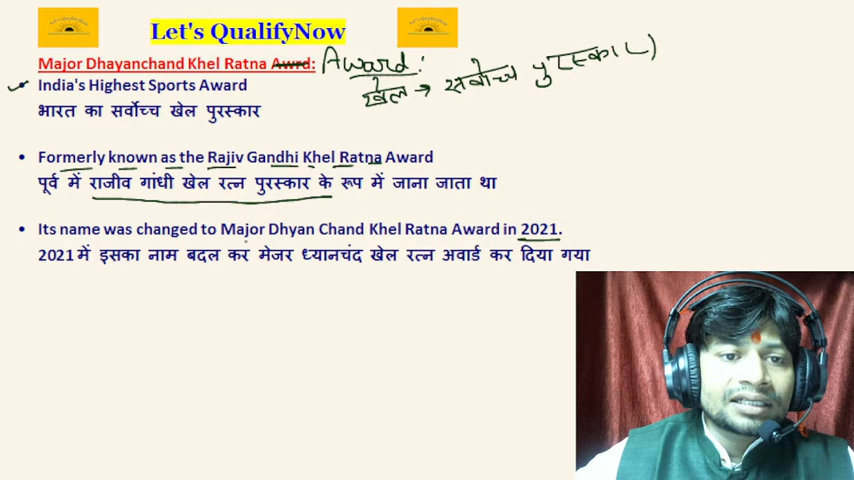 Let's QualifyNow
Major Dhayanchand Khel Ratna Awrd: Award:
खेल → सर्वोच्च पुरस्कार)
India's Highest Sports Award
भारत का सर्वोच्च खेल पुरस्कार
Formerly known as the Rajiv Gandhi Khel Ratna Award
पूर्व में राजीव गांधी खेल रत्न पुरस्कार के रूप में जाना जाता था
Its name was changed to Major Dhyan Chand Khel Ratna Award in 2021.
2021 में इसका नाम बदल कर मेजर ध्यानचंद खेल रत्न अवार्ड कर दिया गया